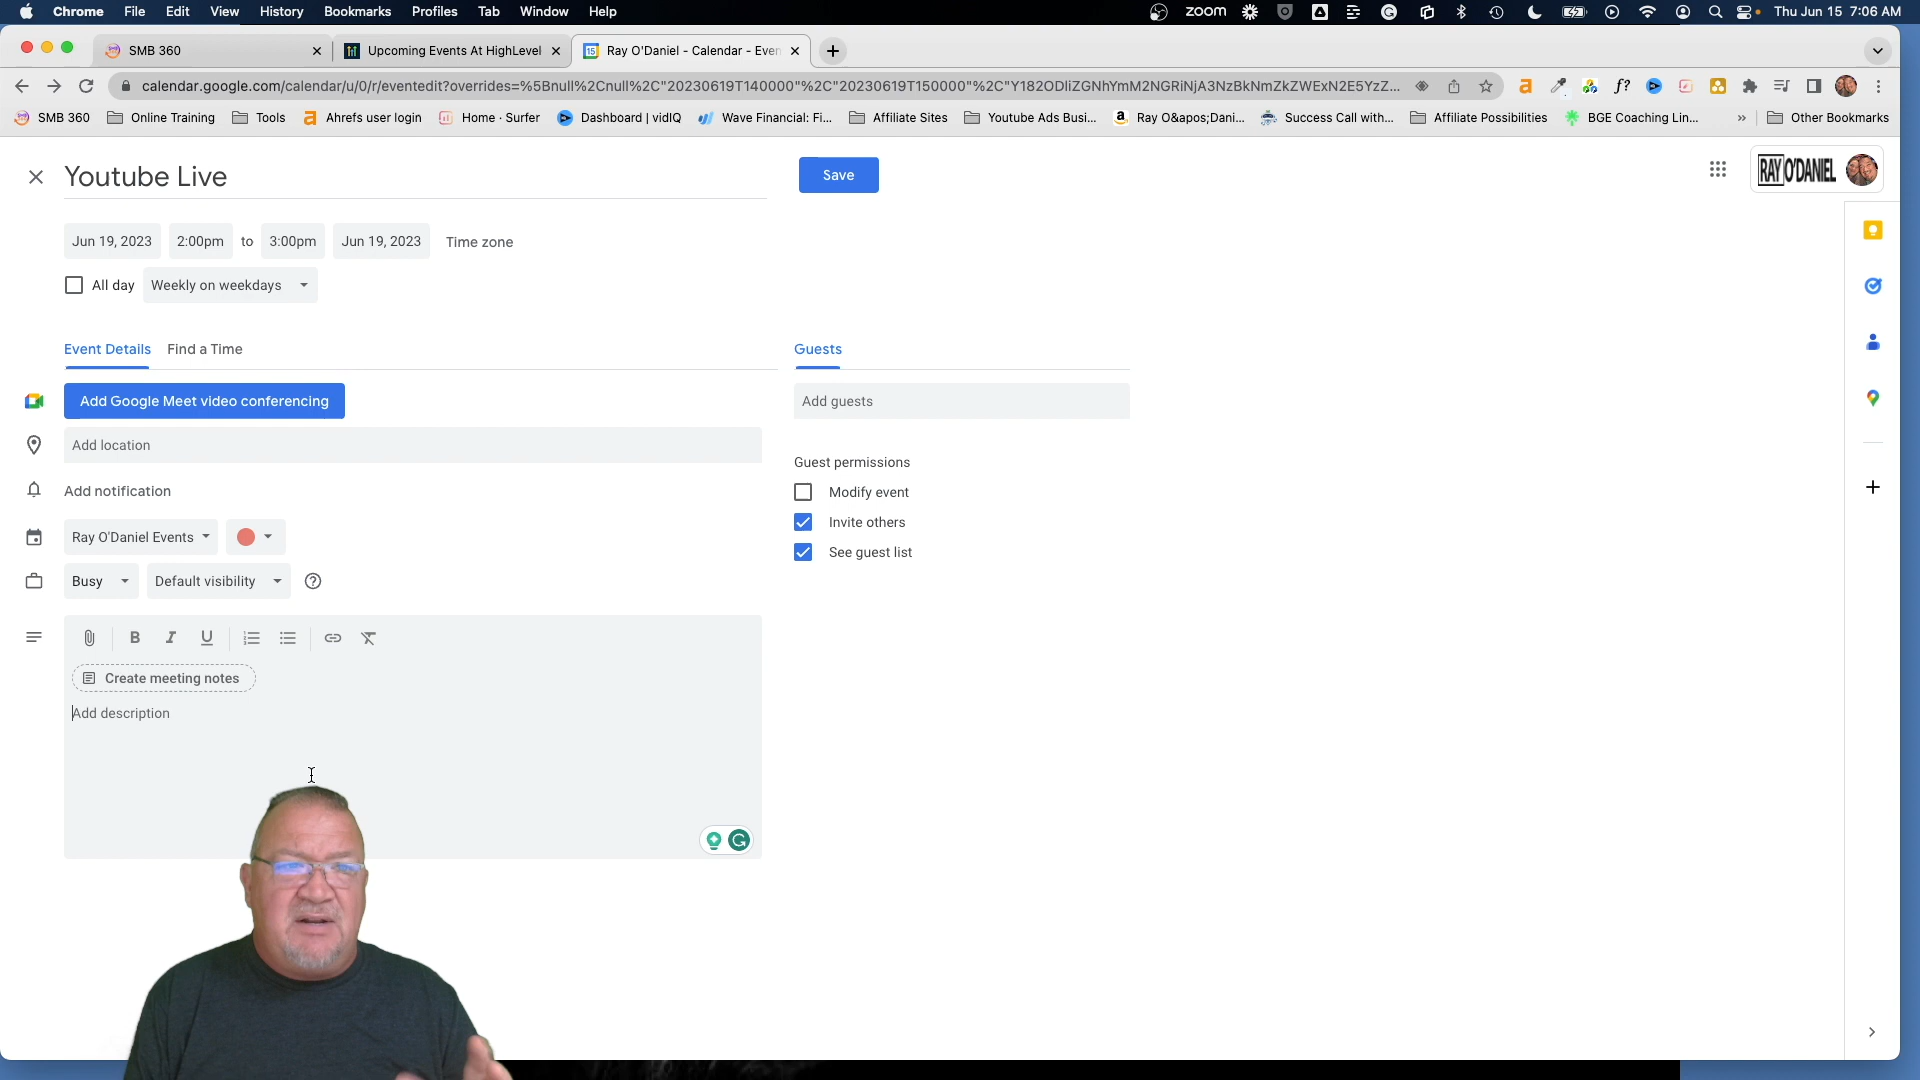 Chrome File Edit View History Bookmarks Profiles Tab Window Help zoom Thu Jun 15 7:06 AM
SMB 360 Upcoming Events At HighLevel Ray O'Daniel - Calendar - Even
calendar.google.com/calendar/u/0/r/eventedit?overrides=%5Bnull%2Cnull%2C"20230619T140000"%2C"20230619T150000"%2C"Y182ODliZGNhYmM2NGRiNjA3NzBkNmZkZWExN2E5YzZ...
SMB 360 Online Training Tools Ahrefs user login Home · Surfer Dashboard | vidIQ Wave Financial: Fi... Affiliate Sites Youtube Ads Busi... Ray O&apos;Dani... Success Call with... Affiliate Possibilities BGE Coaching Lin... » Other Bookmarks
Youtube Live Save RAY O'DANIEL
Jun 19, 2023 2:00pm to 3:00pm Jun 19, 2023 Time zone
All day Weekly on weekdays
Event Details Find a Time Guests
Add Google Meet video conferencing Add guests
Add location
Guest permissions
Add notification Modify event
Invite others
Ray O'Daniel Events See guest list
Busy Default visibility
B I U
Create meeting notes
Add description